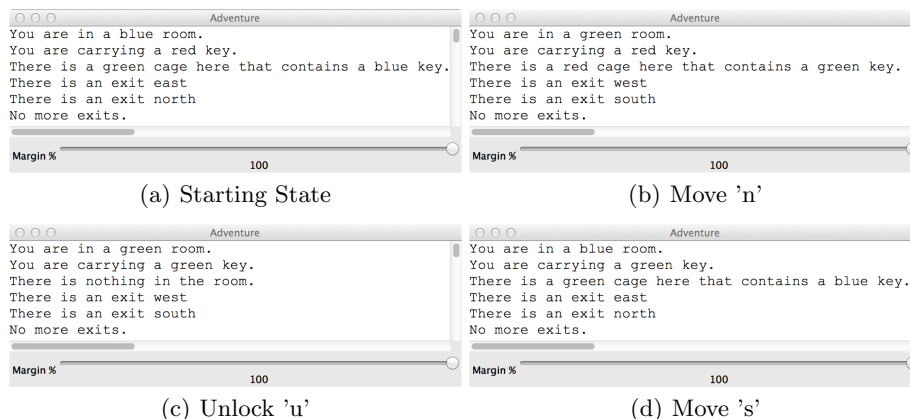 Adventure
You are in a blue room.
You are carrying a red key.
There is a green cage here that contains a blue key.
There is an exit east
There is an exit north
No more exits.
Margin %
100
(a) Starting State
Adventure
You are in a green room.
You are carrying a red key.
There is a red cage here that contains a green key.
There is an exit west
There is an exit south
No more exits.
Margin %
100
(b) Move 'n'
Adventure
You are in a green room.
You are carrying a green key.
There is nothing in the room.
There is an exit west
There is an exit south
No more exits.
Margin %
100
(c) Unlock 'u'
Adventure
You are in a blue room.
You are carrying a green key.
There is a green cage here that contains a blue key.
There is an exit east
There is an exit north
No more exits.
Margin %
100
(d) Move 's'